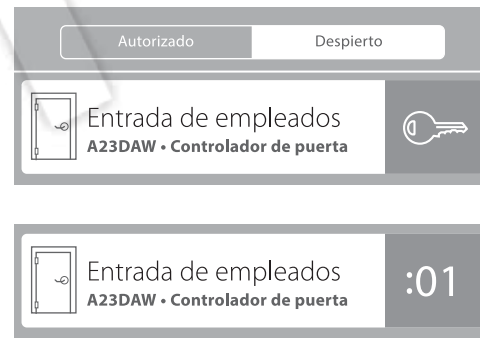 Autorizado Despierto
Entrada de empleados
A23DAW • Controlador de puerta
Entrada de empleados :01
A23DAW • Controlador de puerta